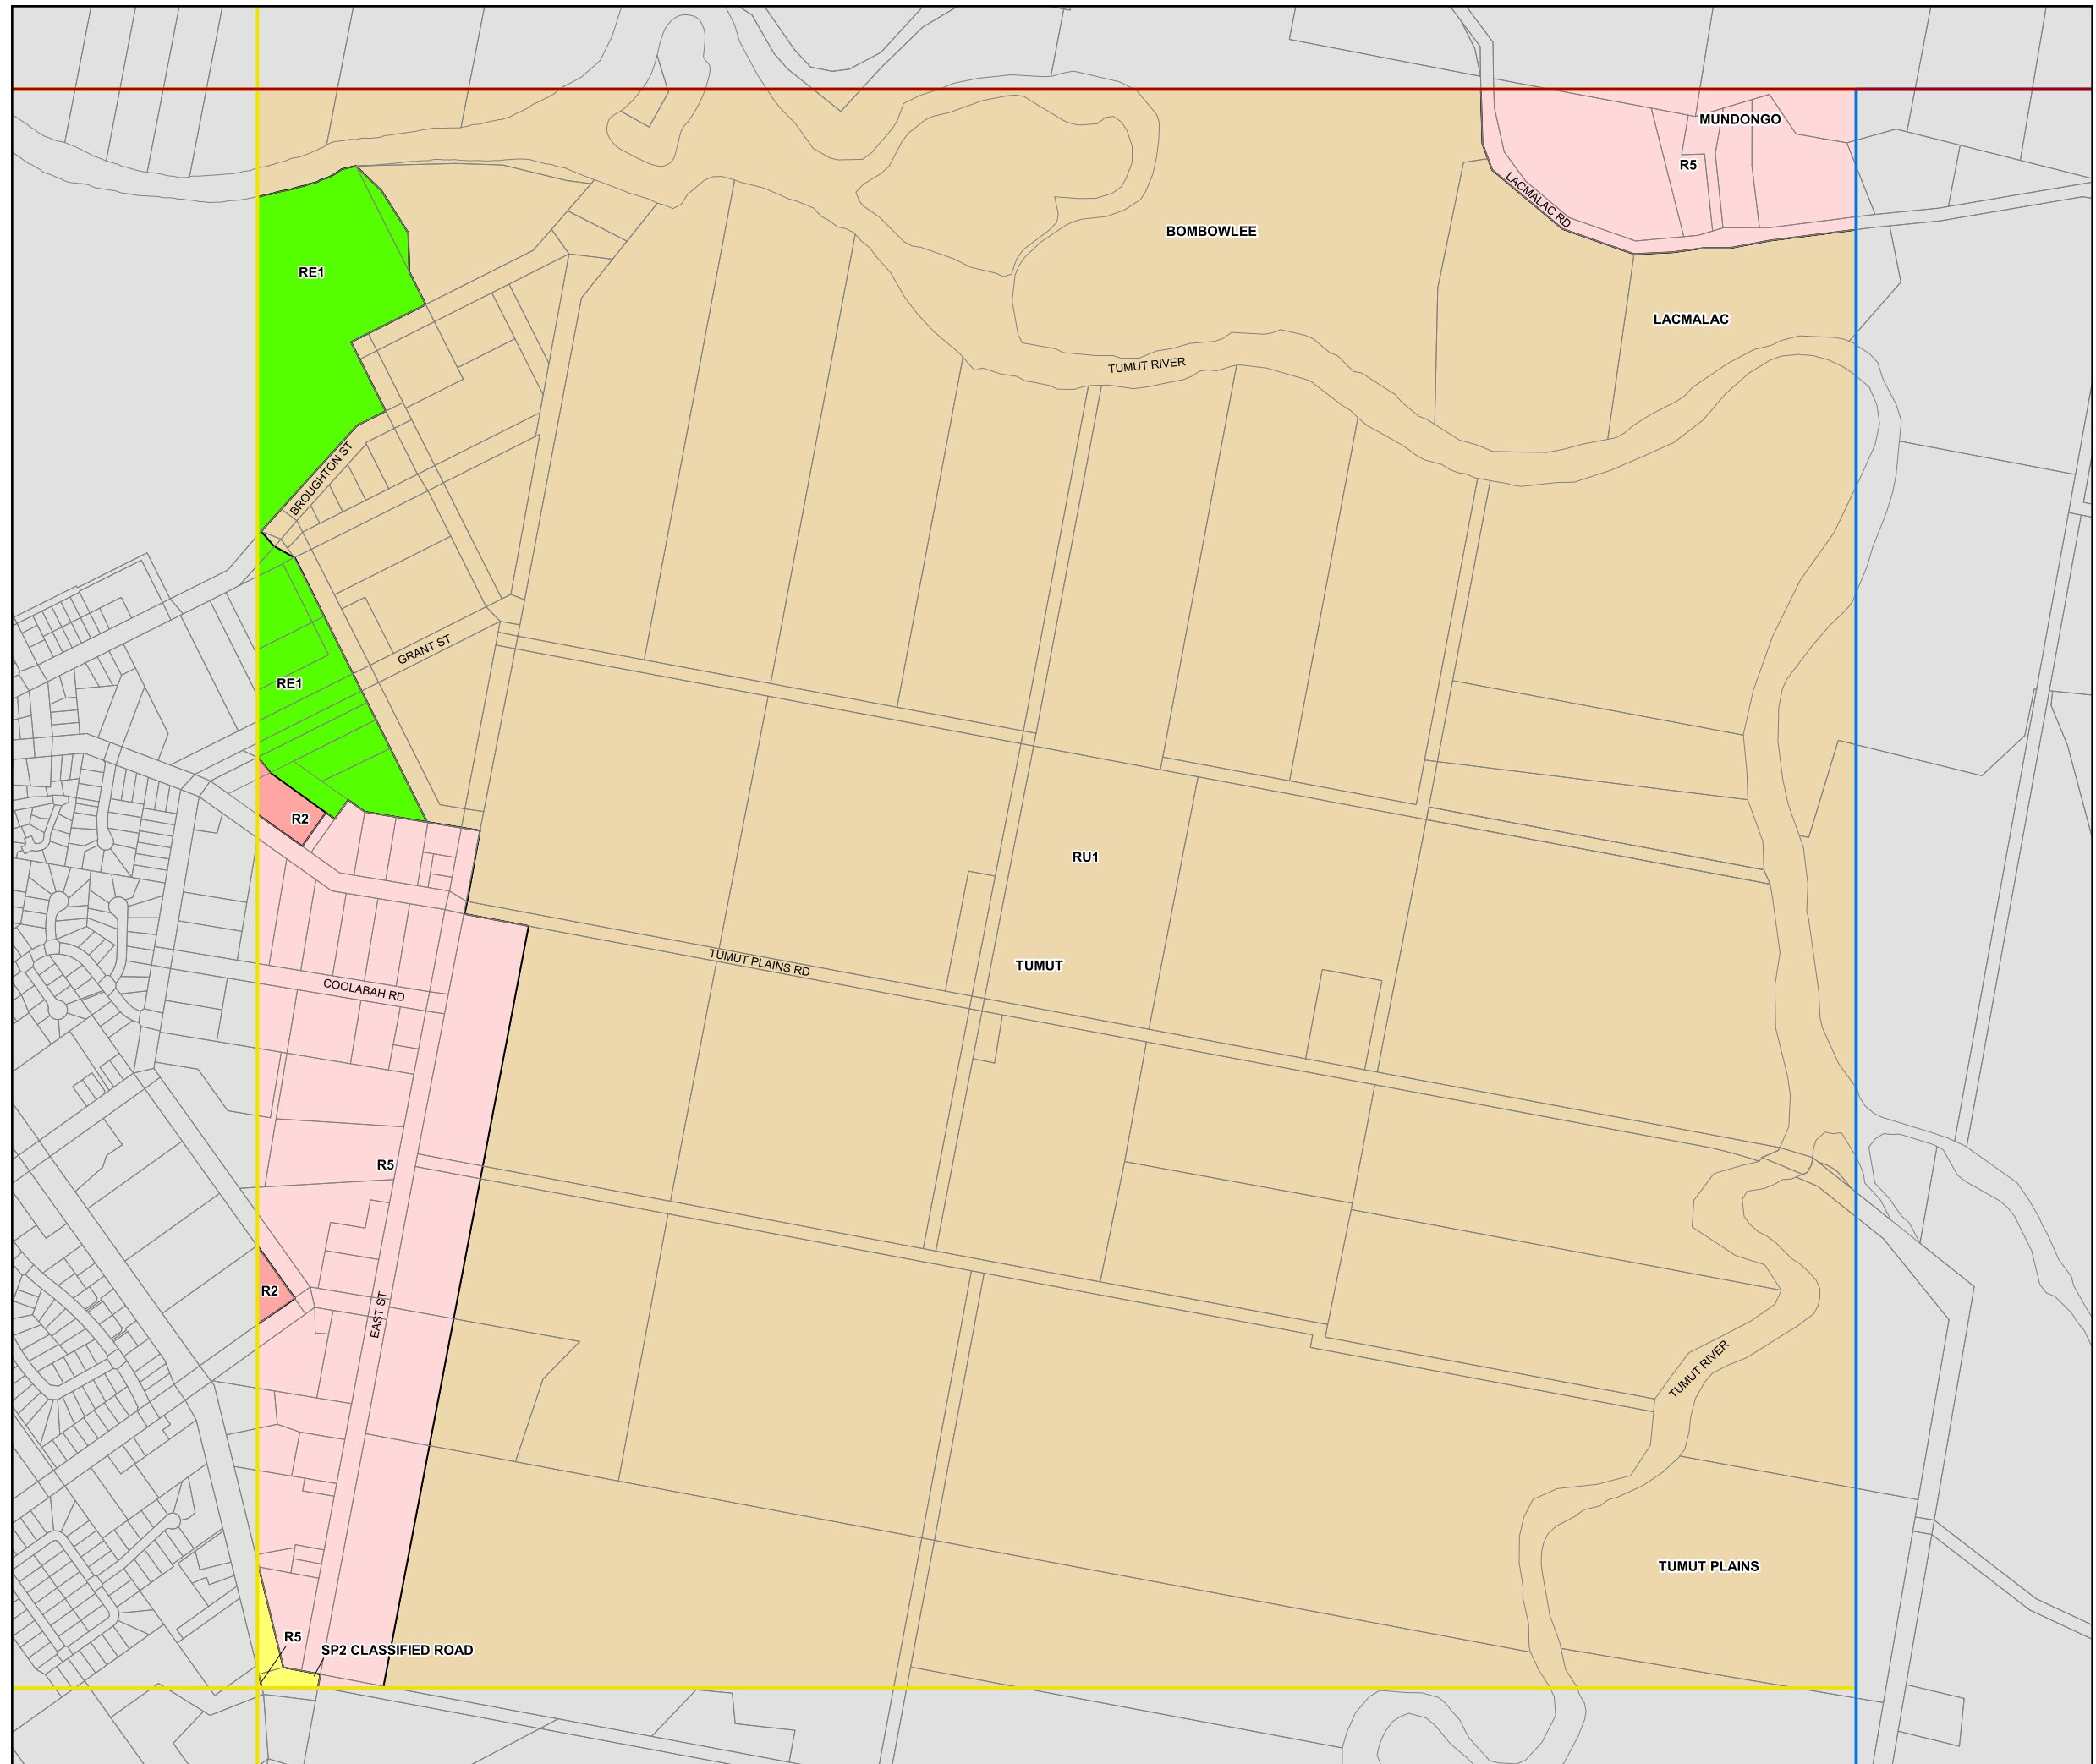 MUNDONGO
R5
LACMALAC RD
BOMBOWLEE
RE1
LACMALAC
TUMUT RIVER
BROUGHTON ST
GRANT ST
RE1
R2
RU1
TUMUT PLAINS RD
TUMUT
COOLABAH RD
R5
R2
EAST ST
TUMUT RIVER
TUMUT PLAINS
R5
SP2 CLASSIFIED ROAD